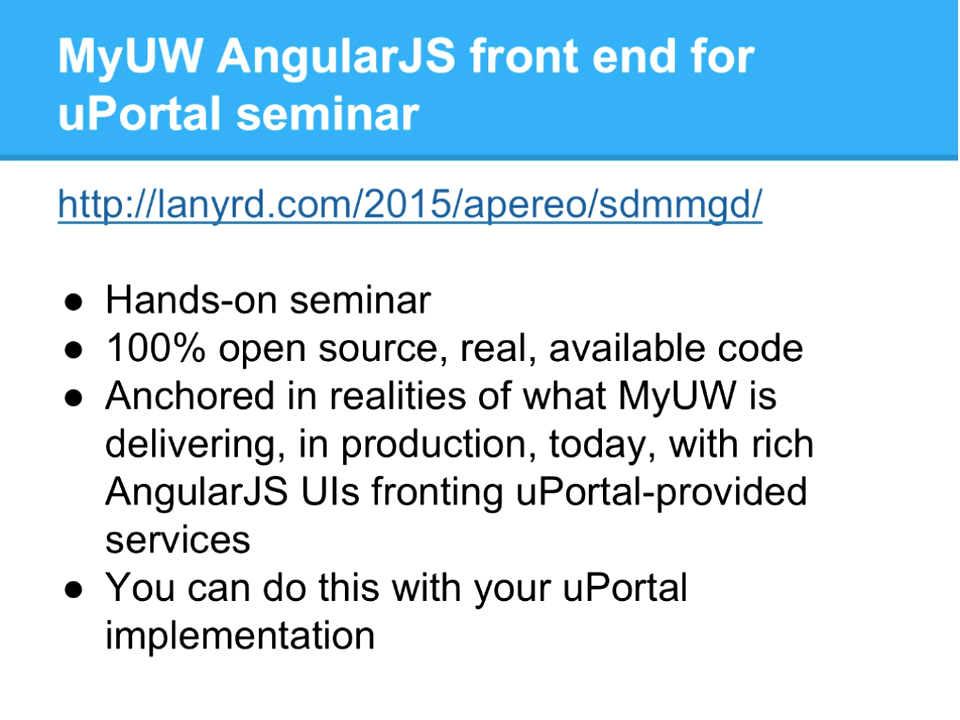 MyUW AngularJS front end for
uPortal seminar
http://lanyrd.com/2015/apereo/sdmmgd/
● Hands-on seminar
● 100% open source, real, available code
● Anchored in realities of what MyUW is
delivering, in production, today, with rich
AngularJS UIs fronting uPortal-provided
services
● You can do this with your uPortal
implementation